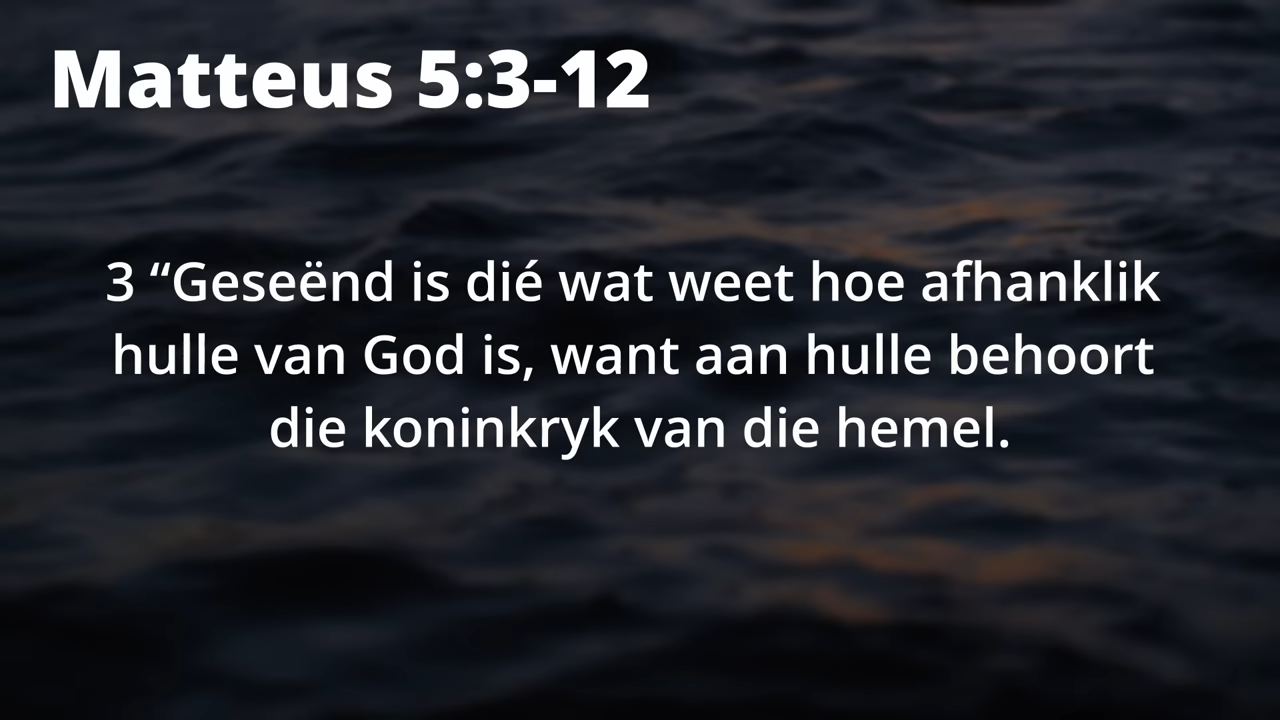 Matteus 5:3-12
3 “Geseënd is dié wat weet hoe afhanklik
hulle van God is, want aan hulle behoort
die koninkryk van die hemel.